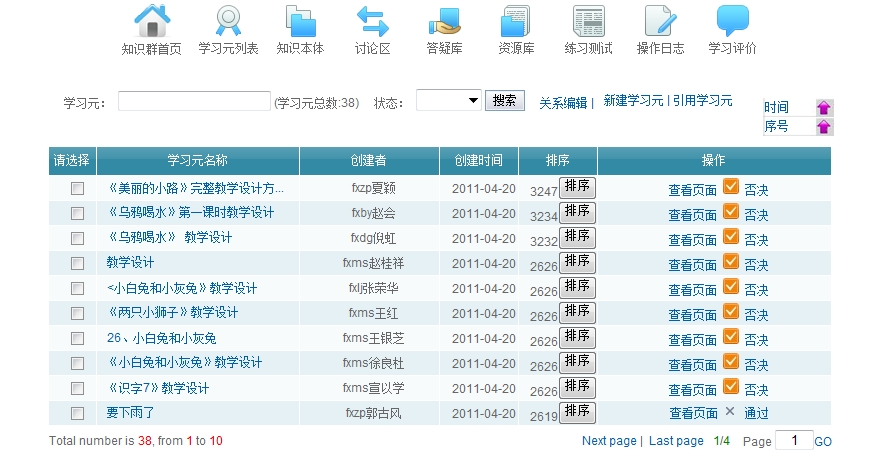 知识群首页 学习元列表 知识本体 讨论区 答疑库 资源库 练习测试 操作日志 学习评价
学习元： (学习元总数:38) 状态： 搜索 关系编辑 | 新建学习元 | 引用学习元
时间
序号
请选择 学习元名称 创建者 创建时间 排序 操作
《美丽的小路》完整教学设计方... fxzp夏颖 2011-04-20 3247 排序 查看页面 否决
《乌鸦喝水》第一课时教学设计 fxby赵会 2011-04-20 3234 排序 查看页面 否决
《乌鸦喝水》 教学设计 fxdg倪虹 2011-04-20 3232 排序 查看页面 否决
教学设计 fxms赵桂祥 2011-04-20 2626 排序 查看页面 否决
<小白兔和小灰兔》教学设计 fxlj张荣华 2011-04-20 2626 排序 查看页面 否决
《两只小狮子》教学设计 fxms王红 2011-04-20 2626 排序 查看页面 否决
26、小白兔和小灰兔 fxms王银芝 2011-04-20 2626 排序 查看页面 否决
《小白兔和小灰兔》教学设计 fxms徐良杜 2011-04-20 2626 排序 查看页面 否决
《识字7》教学设计 fxms宣以学 2011-04-20 2626 排序 查看页面 否决
要下雨了 fxzp郭古风 2011-04-20 2619 排序 查看页面 通过
Total number is 38, from 1 to 10 Next page | Last page 1/4 Page 1 GO